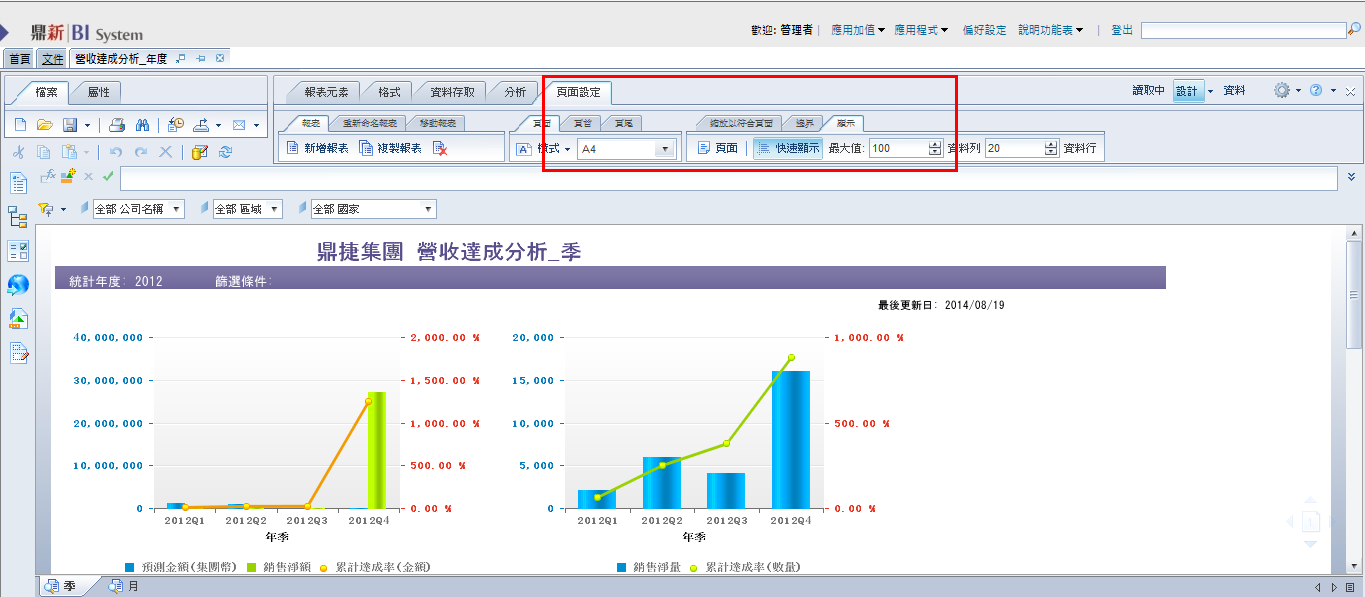 鼎新 BI System
歡迎: 管理者 | 應用加值 應用程式 偏好設定 說明功能表 | 登出
首頁 文件 營收達成分析_年度
檔案 屬性 報表元素 格式 資料存取 分析 頁面設定 讀取中 設計 資料
報表 重新命名報表 移動報表 頁面 頁首 頁尾 縮放以符合頁面 邊界 顯示
新增報表 複製報表 樣式 A4 頁面 快速顯示 最大值: 100 資料列 20 資料行
全部 公司名稱 全部 區域 全部 國家
鼎捷集團 營收達成分析_季
統計年度: 2012 篩選條件:
最後更新日: 2014/08/19
40,000,000 2,000.00 % 20,000 1,000.00 %
30,000,000 1,500.00 % 15,000
20,000,000 1,000.00 % 10,000 500.00 %
10,000,000 500.00 % 5,000
0 0.00 % 0 0.00 %
2012Q1 2012Q2 2012Q3 2012Q4 2012Q1 2012Q2 2012Q3 2012Q4
年季 年季
預測金額(集團幣) 銷售淨額 累計達成率(金額) 銷售淨量 累計達成率(數量)
1
季 月